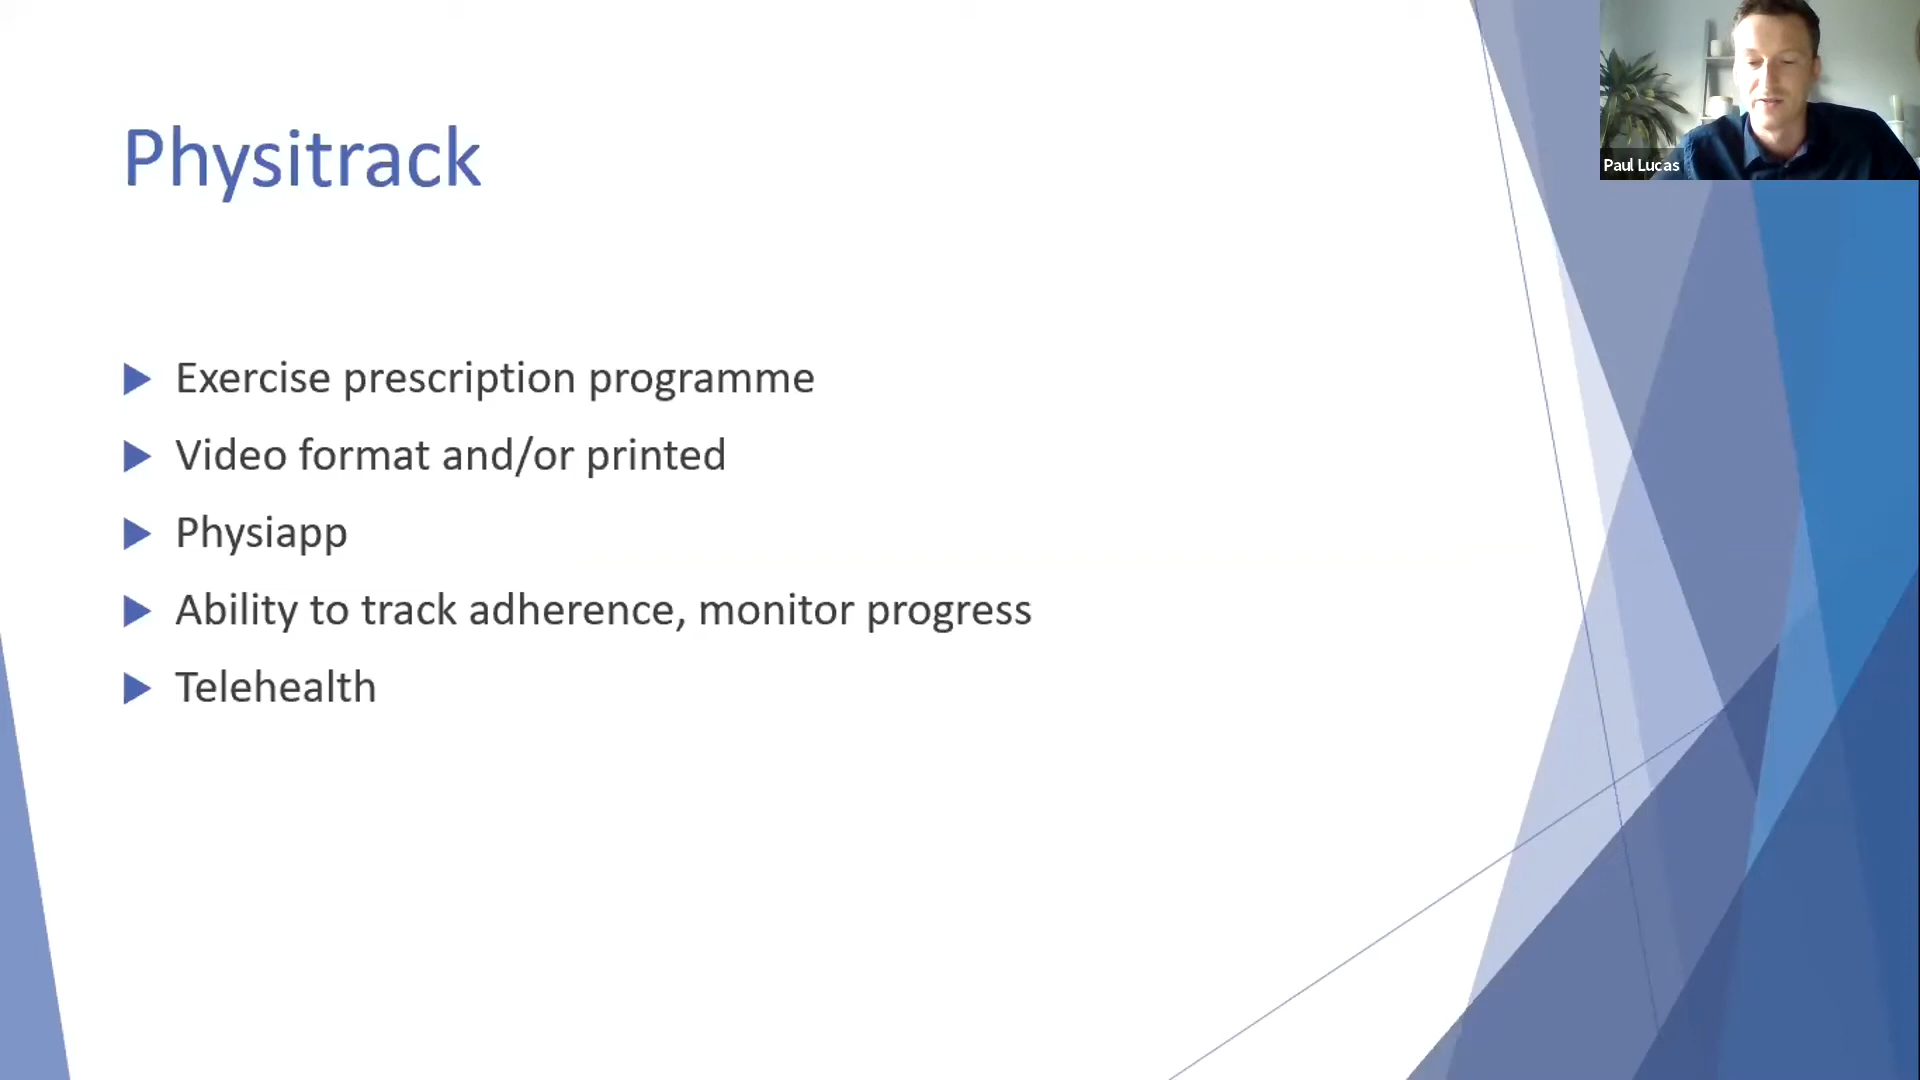 Physitrack
Exercise prescription programme
Video format and/or printed
Physiapp
Ability to track adherence, monitor progress
Telehealth
Paul Lucas